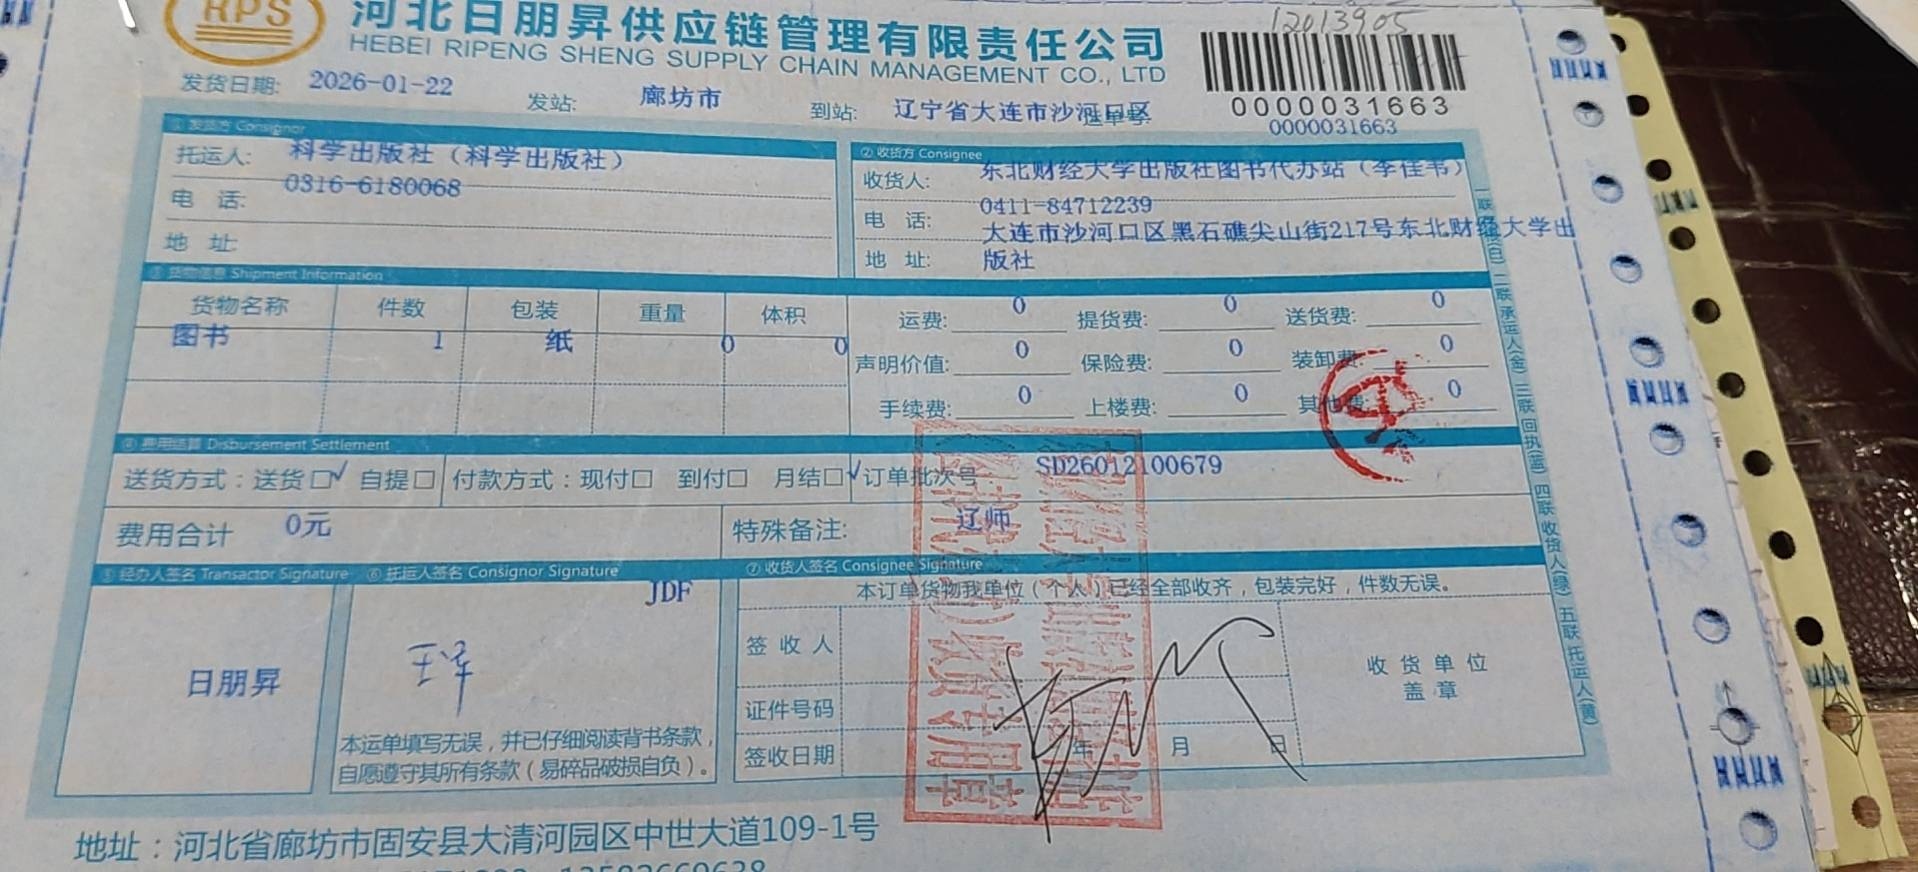 RPS
河北日朋昇供应链管理有限责任公司
HEBEI RIPENG SHENG SUPPLY CHAIN MANAGEMENT CO., LTD
12013905
0000031663
0000031663
发货日期: 2026-01-22 发站: 廊坊市 到站: 辽宁省大连市沙河口区
① 发货方 Consignor
托运人: 科学出版社（科学出版社）
电 话: 0316-6180068
地 址:
② 收货方 Consignee
收货人: 东北财经大学出版社图书代办站（李佳韦）
电 话: 0411-84712239
地 址: 大连市沙河口区黑石礁尖山街217号东北财经大学出
版社
③ 货物信息 Shipment Information
货物名称 件数 包装 重量 体积
图书 1 纸 0 0
运费: 0 提货费: 0 送货费: 0
声明价值: 0 保险费: 0 装卸费: 0
手续费: 0 上楼费: 0 其他费: 0
④ 费用结算 Disbursement Settlement
送货方式：送货□√ 自提□ 付款方式：现付□ 到付□ 月结□√ 订单批次号 SD26012100679
费用合计 0元 特殊备注: 辽师
⑤ 经办人签名 Transactor Signature ⑥ 托运人签名 Consignor Signature ⑦ 收货人签名 Consignee Signature
日朋昇
JDF
本运单填写无误，并已仔细阅读背书条款，
自愿遵守其所有条款（易碎品破损自负）。
本订单货物我单位（个人）已经全部收齐，包装完好，件数无误。
签收人
证件号码
签收日期 年 月 日
收货单位
盖章
二联 承运人(金) 三联 回执(蓝) 四联 收货人(绿) 五联 托运人(黄)
地址：河北省廊坊市固安县大清河园区中世大道109-1号